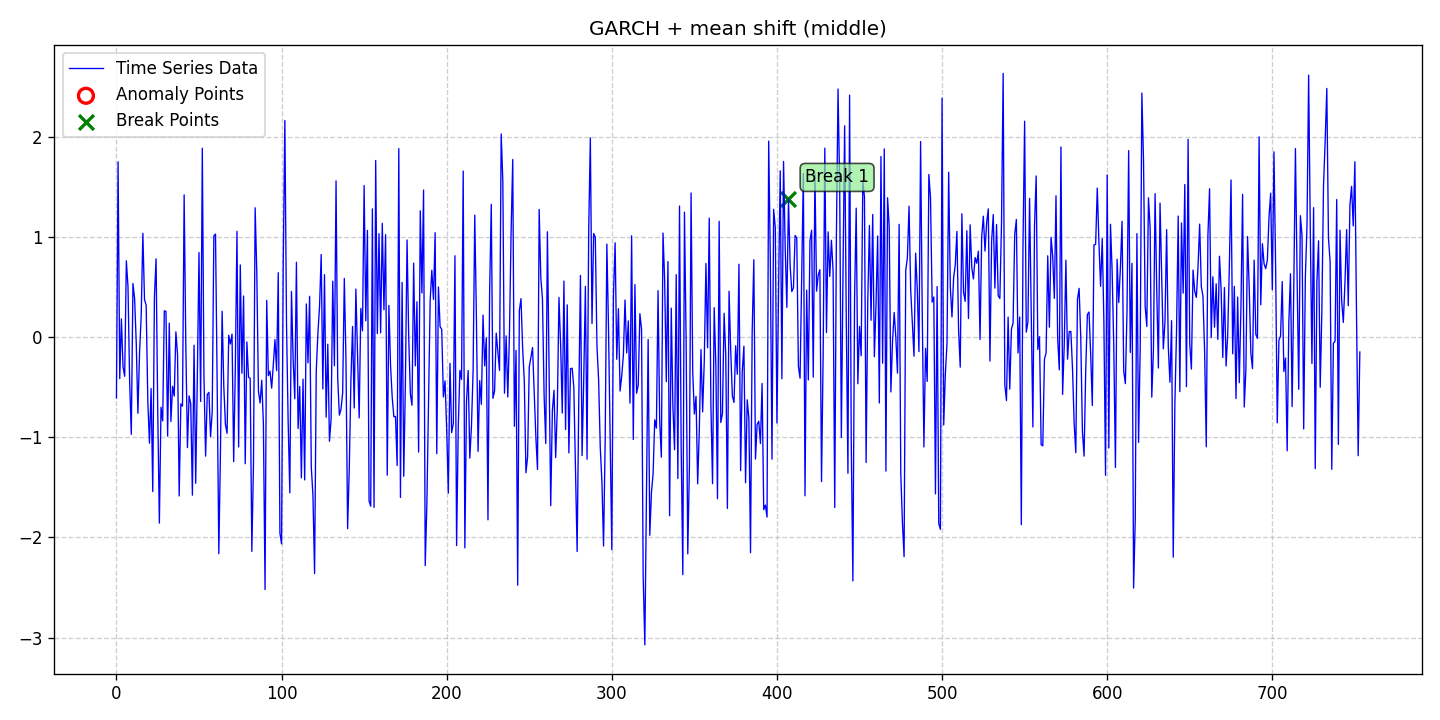 GARCH + mean shift (middle)
Time Series Data
Anomaly Points
Break Points
Break 1
2
1
0
−1
−2
−3
0 100 200 300 400 500 600 700